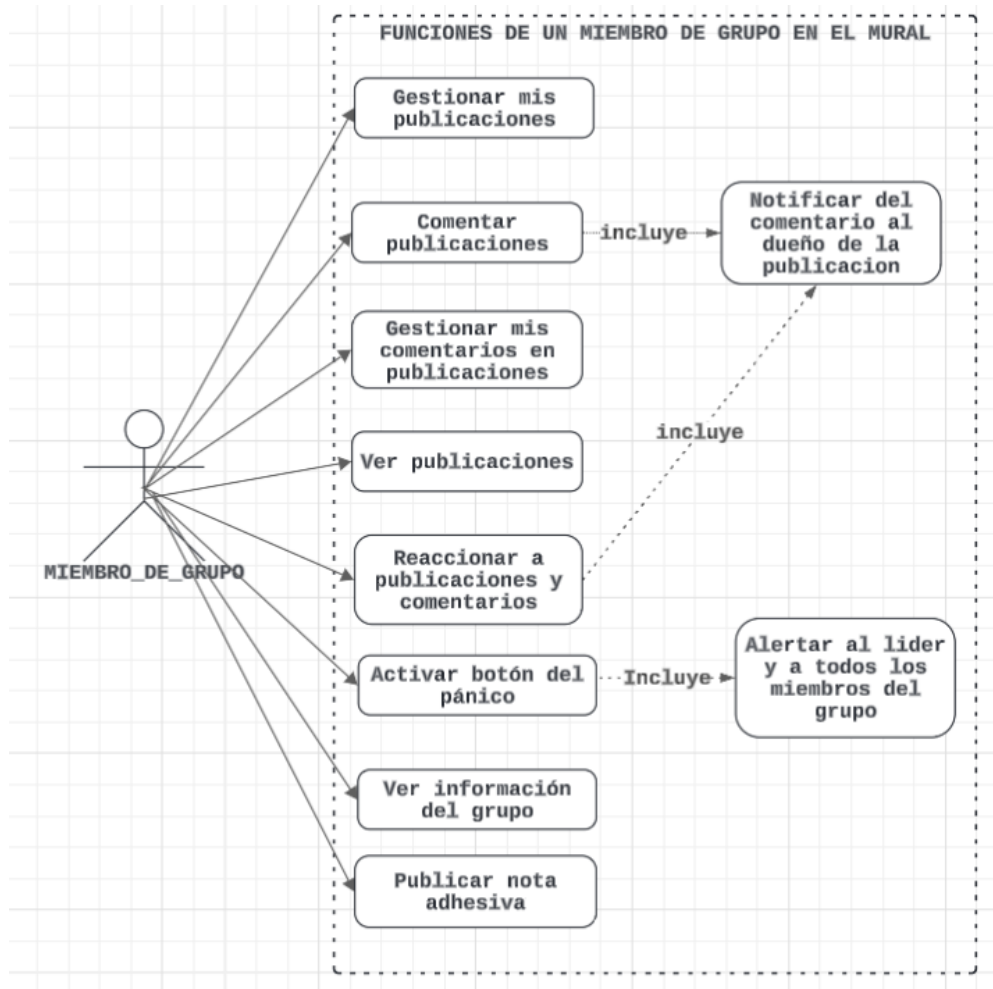 FUNCIONES DE UN MIEMBRO DE GRUPO EN EL MURAL
Gestionar mis
publicaciones
Comentar
publicaciones
incluye
Notificar del
comentario al
dueño de la
publicacion
Gestionar mis
comentarios en
publicaciones
incluye
Ver publicaciones
Reaccionar a
publicaciones y
comentarios
MIEMBRO_DE_GRUPO
Activar botón del
pánico
Incluye
Alertar al lider
y a todos los
miembros del
grupo
Ver información
del grupo
Publicar nota
adhesiva